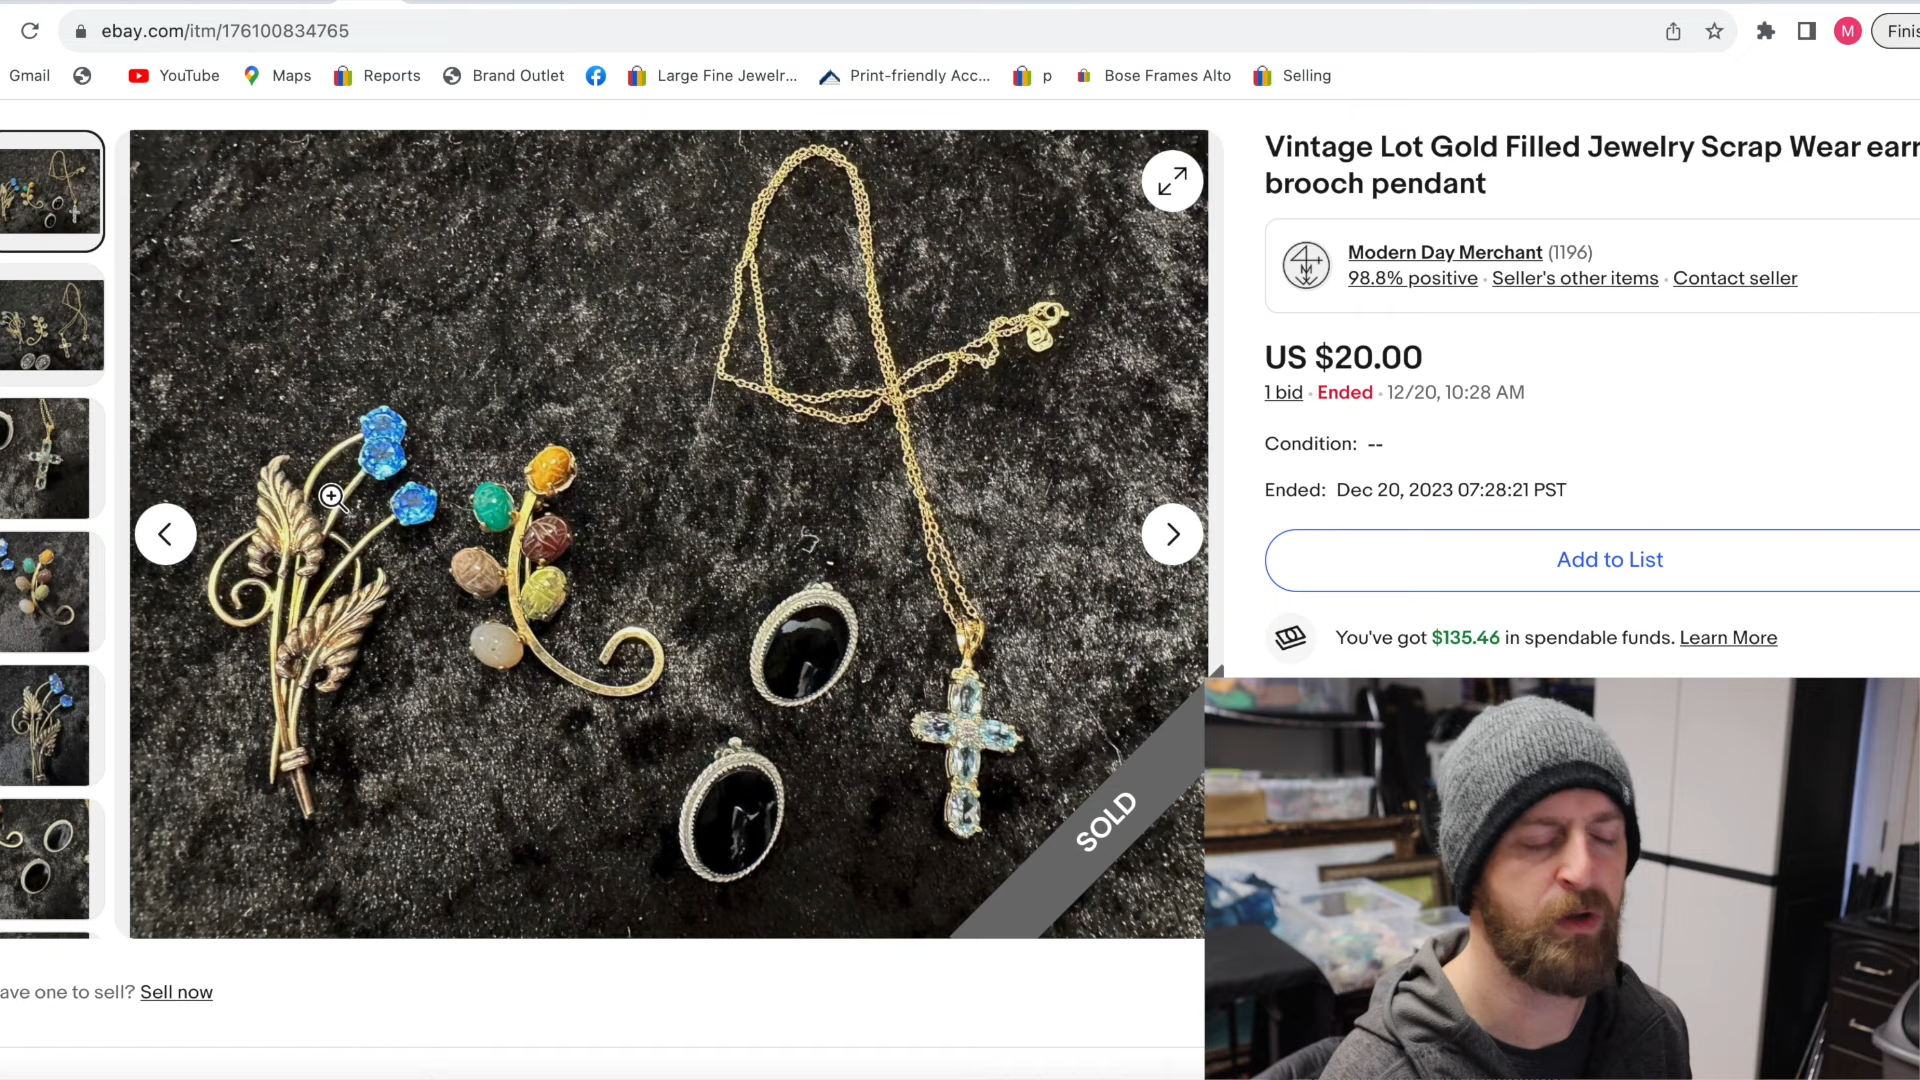 ebay.com/itm/176100834765
M
Finis
Gmail
YouTube
Maps
Reports
Brand Outlet
Large Fine Jewelr...
Print-friendly Acc...
p
Bose Frames Alto
Selling
Vintage Lot Gold Filled Jewelry Scrap Wear earr
brooch pendant
Modern Day Merchant (1196)
98.8% positive · Seller's other items · Contact seller
US $20.00
1 bid · Ended · 12/20, 10:28 AM
Condition: --
Ended: Dec 20, 2023 07:28:21 PST
Add to List
You've got $135.46 in spendable funds. Learn More
SOLD
ave one to sell? Sell now